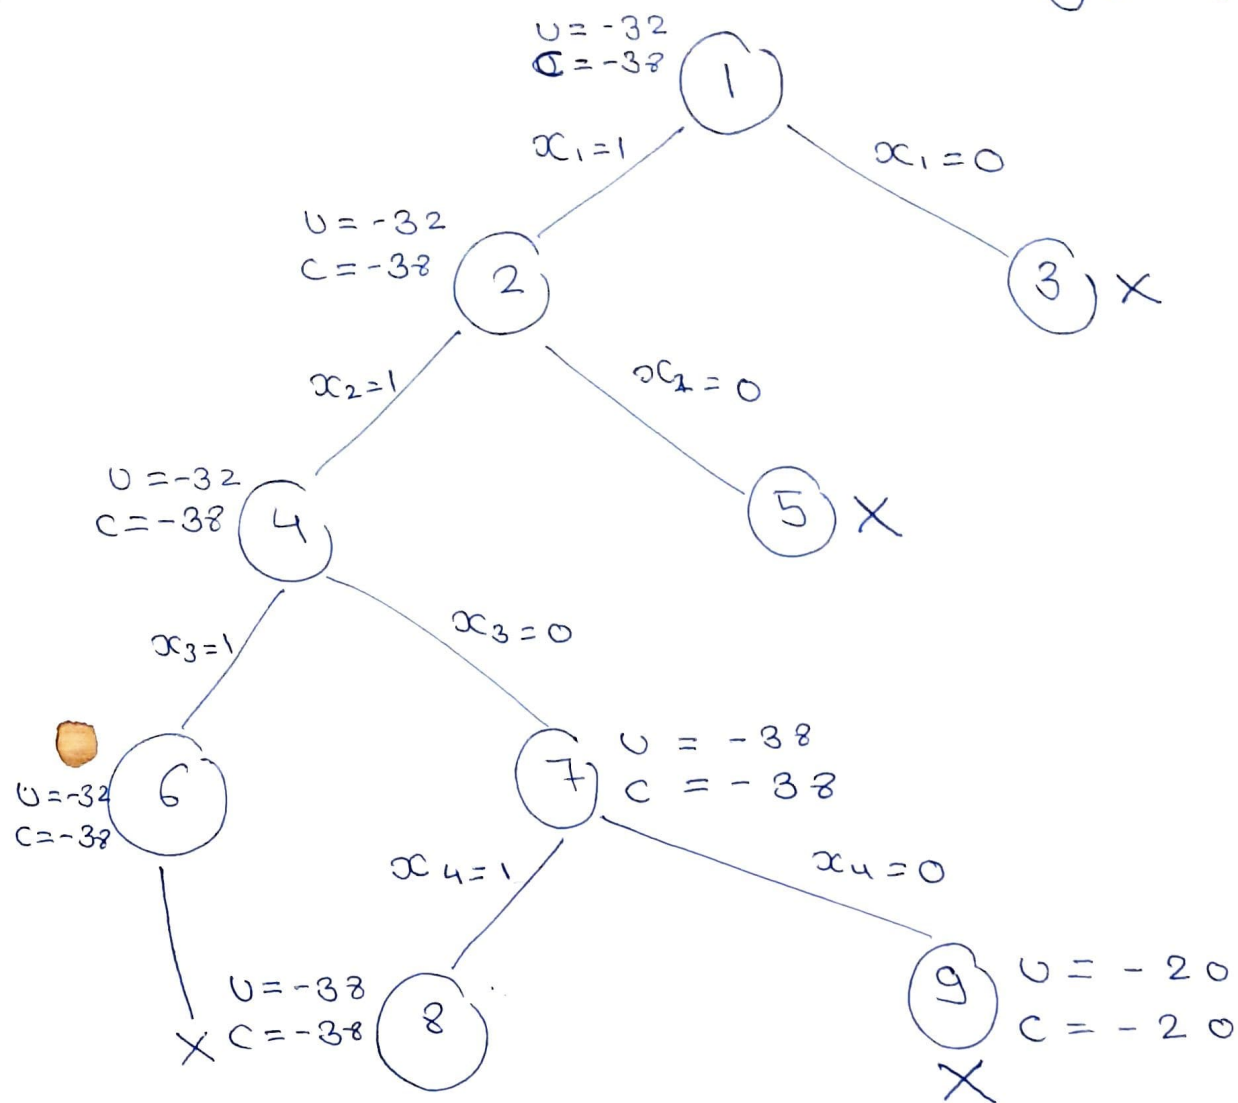 U = -32
C = -38
1
x₁ = 1
x₁ = 0
U = -32
C = -38
2
3 X
x₂ = 1
x₂ = 0
U = -32
C = -38
4
5 X
x₃ = 1
x₃ = 0
U = -32
C = -38
6
7
U = -38
C = -38
x₄ = 1
x₄ = 0
X
U = -38
C = -38
8
9
U = -20
C = -20
X